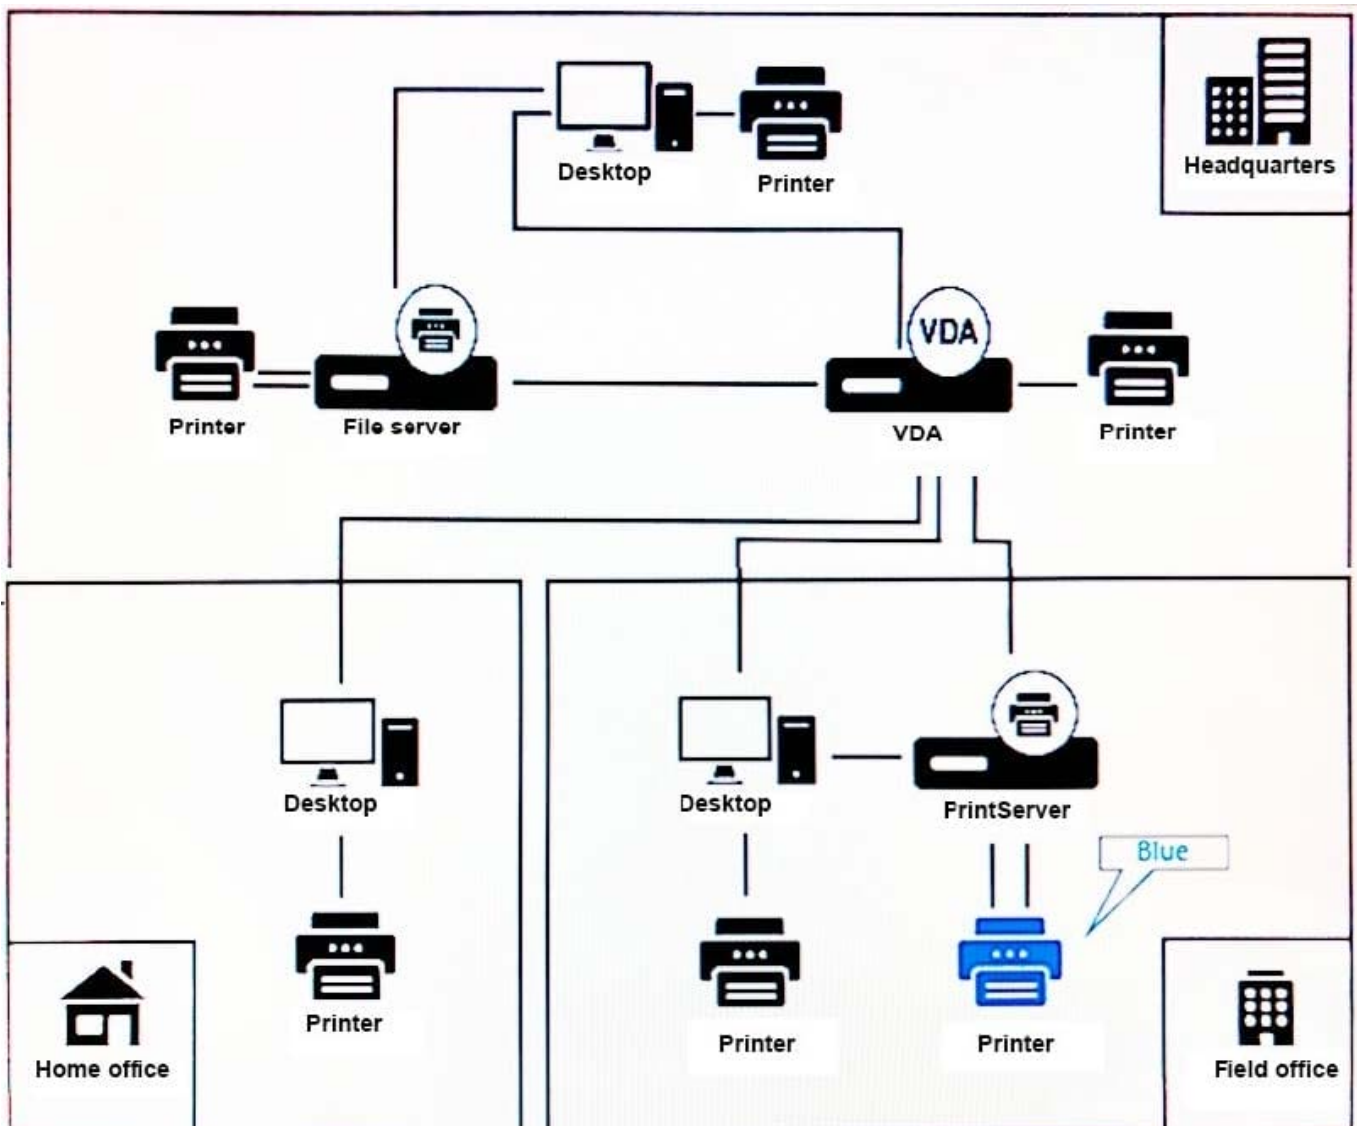 Desktop
Printer
Headquarters
VDA
Printer
File server
VDA
Printer
Desktop
Desktop
PrintServer
Blue
Printer
Printer
Printer
Home office
Field office